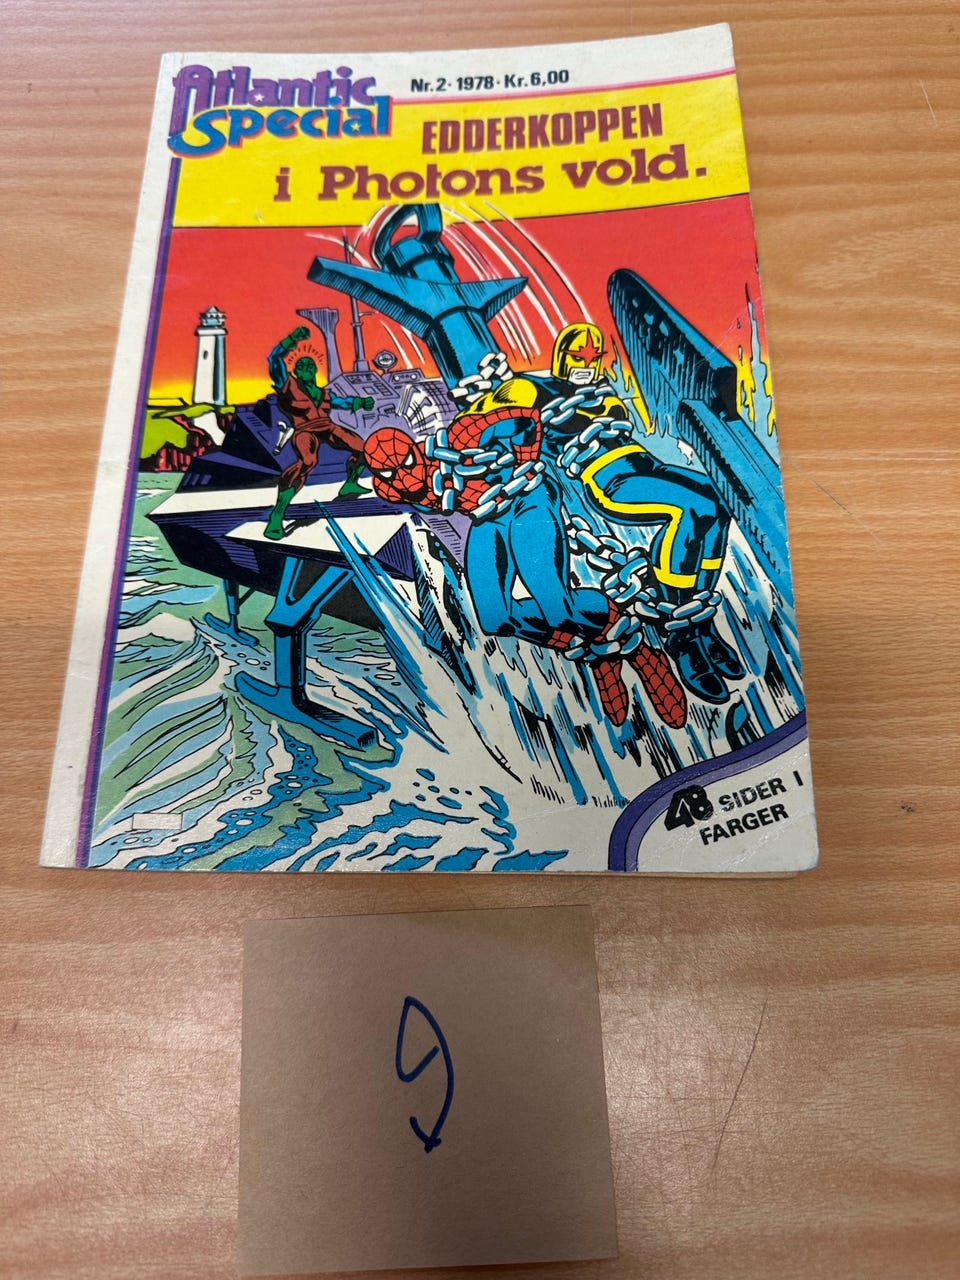 Atlantic
Special
Nr.2· 1978· Kr.6,00
EDDERKOPPEN
i Photons vold.
48 SIDER I
FARGER
9